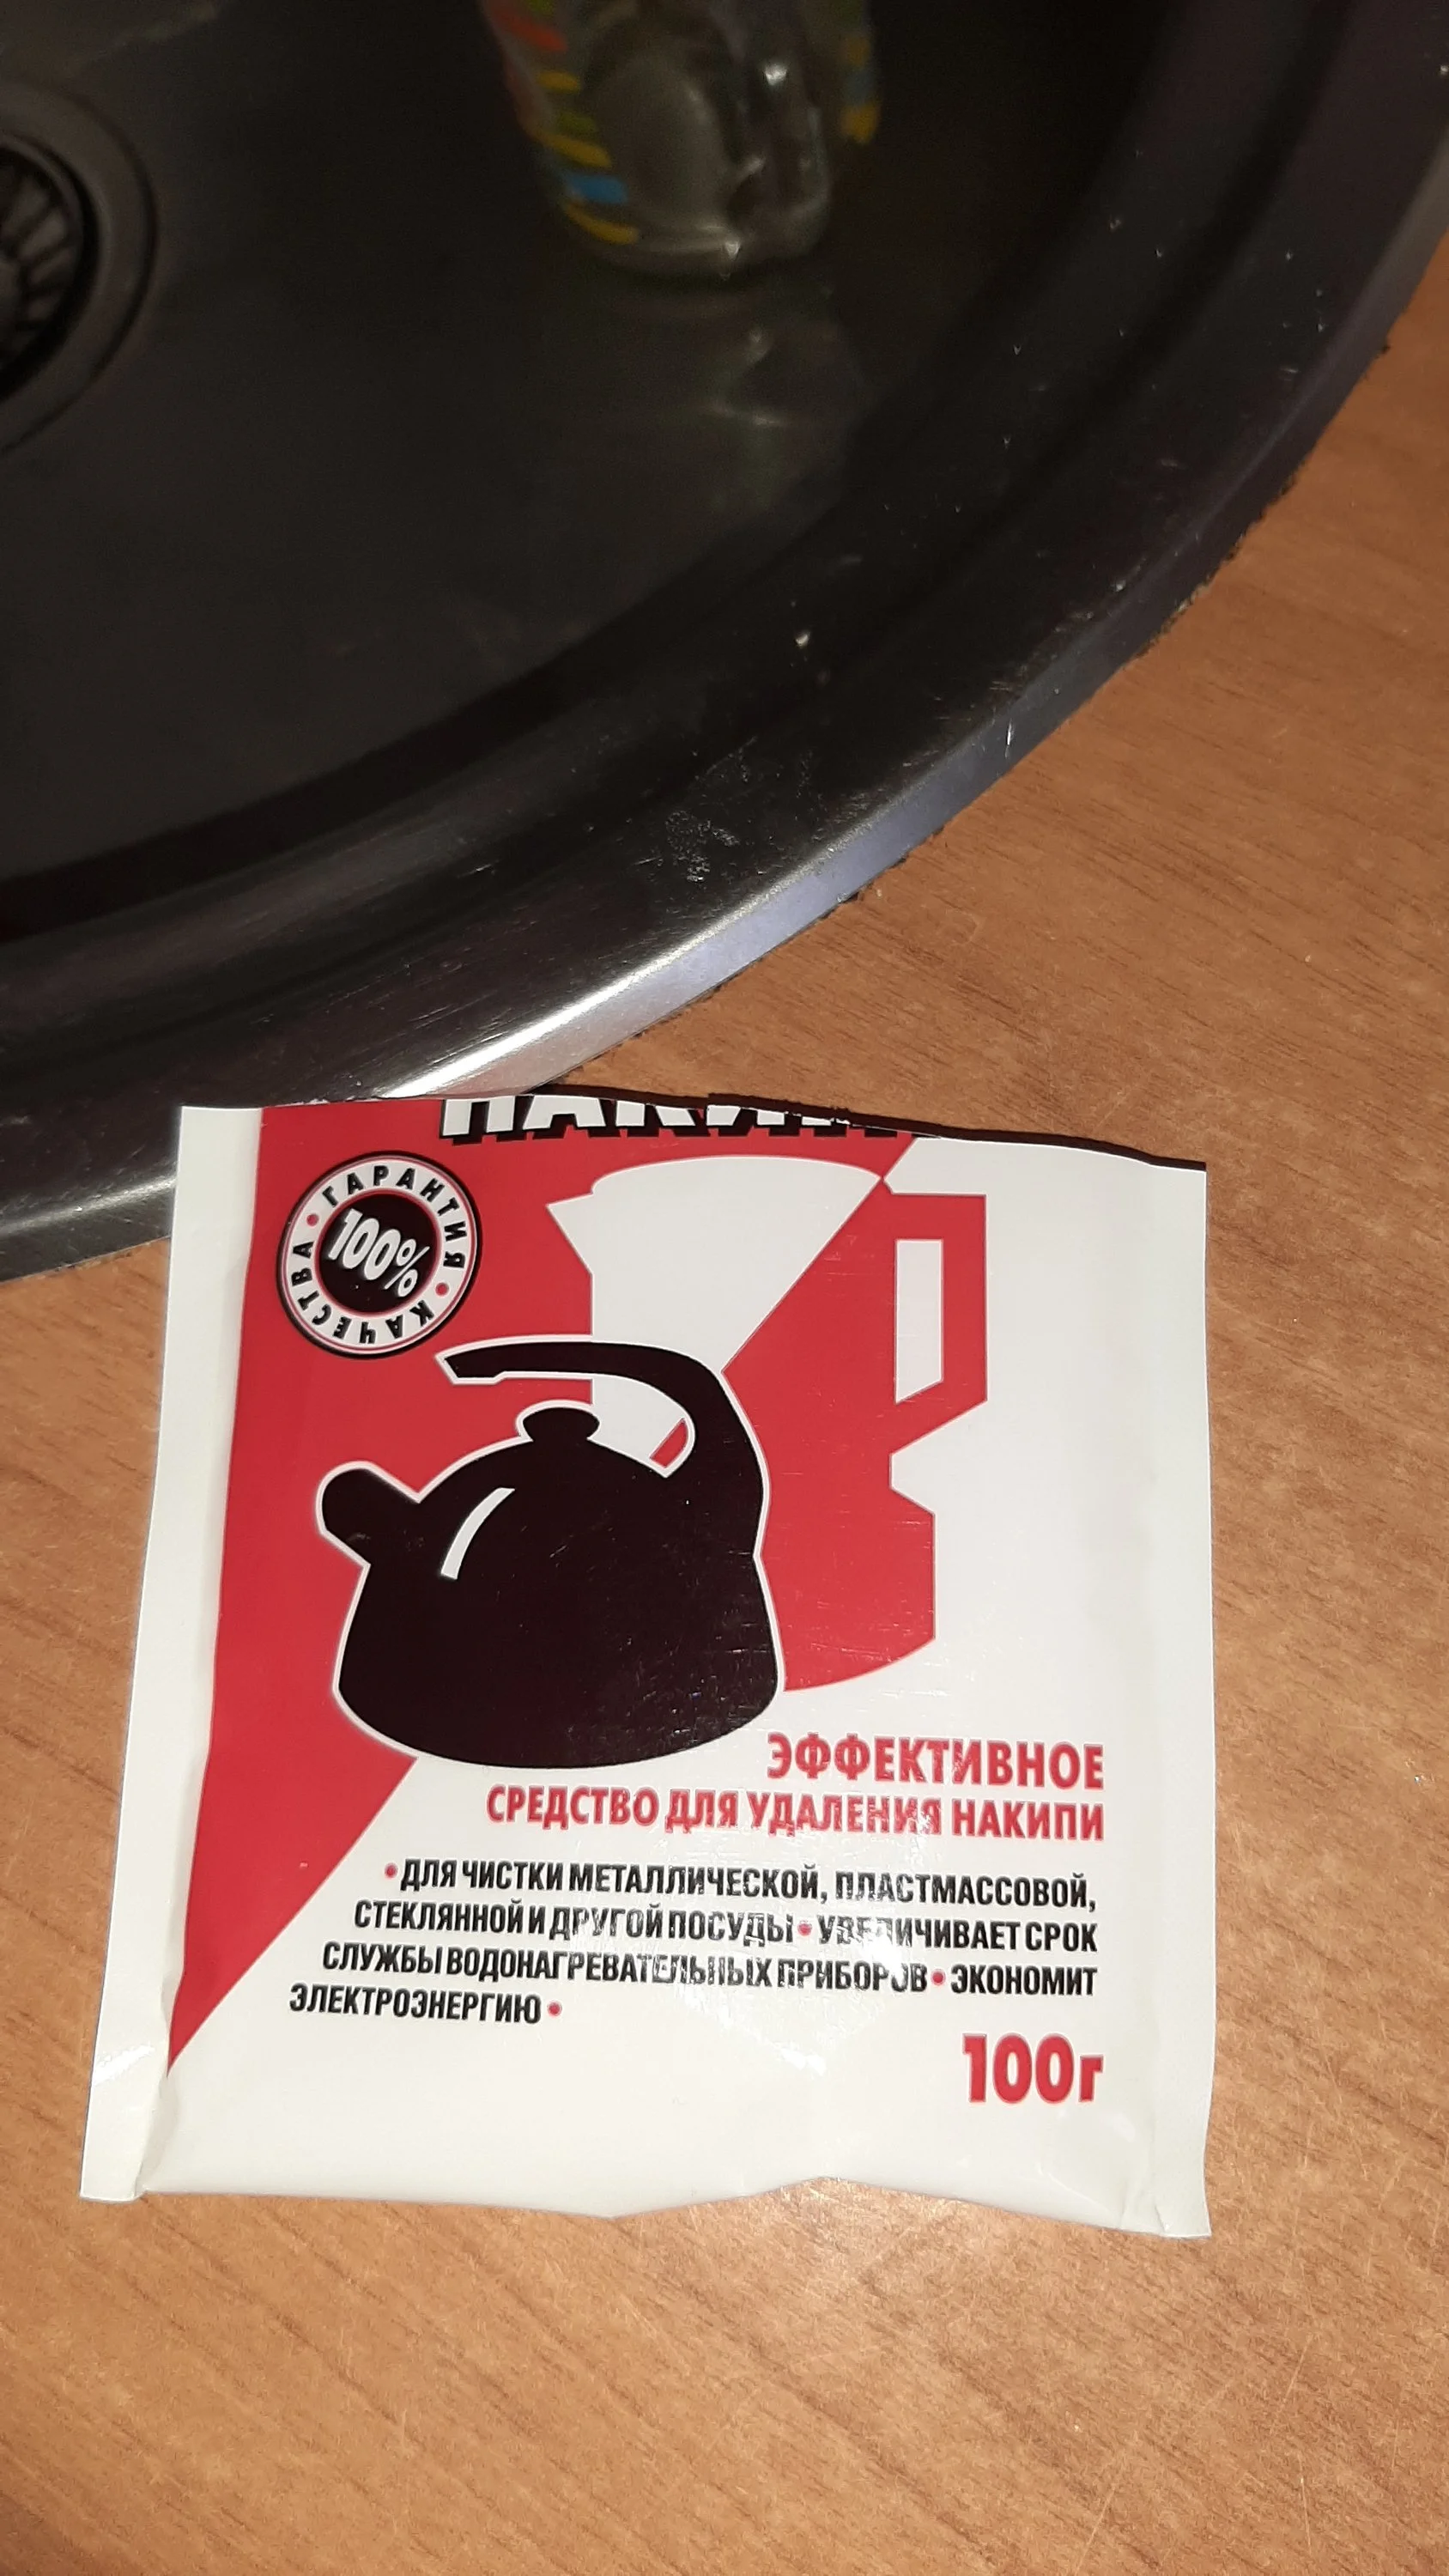 НАКИПИ
ГАРАНТИЯ • КАЧЕСТВА •
100%
ЭФФЕКТИВНОЕ
СРЕДСТВО ДЛЯ УДАЛЕНИЯ НАКИПИ
•ДЛЯ ЧИСТКИ МЕТАЛЛИЧЕСКОЙ, ПЛАСТМАССОВОЙ,
СТЕКЛЯННОЙ И ДРУГОЙ ПОСУДЫ • УВЕЛИЧИВАЕТ СРОК
СЛУЖБЫ ВОДОНАГРЕВАТЕЛЬНЫХ ПРИБОРОВ • ЭКОНОМИТ
ЭЛЕКТРОЭНЕРГИЮ •
100г